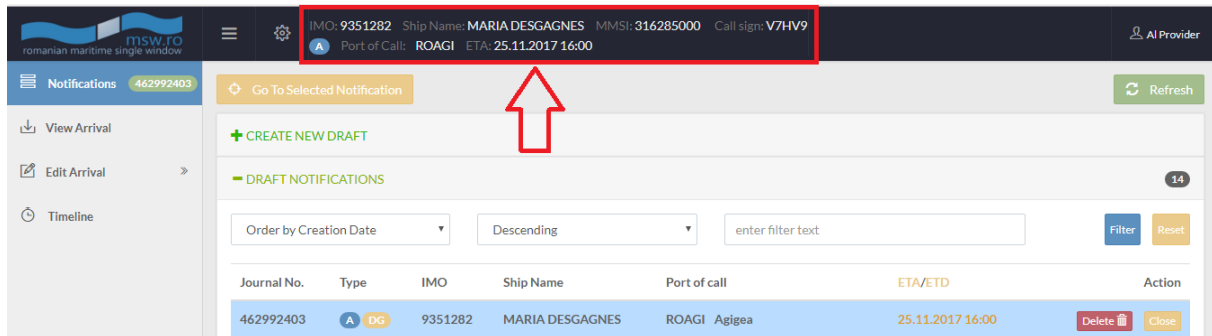 msw.ro
romanian maritime single window
IMO: 9351282 Ship Name: MARIA DESGAGNES MMSI: 316285000 Call sign: V7HV9
A Port of Call: ROAGI ETA: 25.11.2017 16:00
Al Provider
Notifications 462992403
Go To Selected Notification
Refresh
View Arrival
CREATE NEW DRAFT
Edit Arrival
DRAFT NOTIFICATIONS 14
Timeline
Order by Creation Date Descending enter filter text Filter Reset
Journal No. Type IMO Ship Name Port of call ETA/ETD Action
462992403 A DG 9351282 MARIA DESGAGNES ROAGI Agigea 25.11.2017 16:00 Delete Close